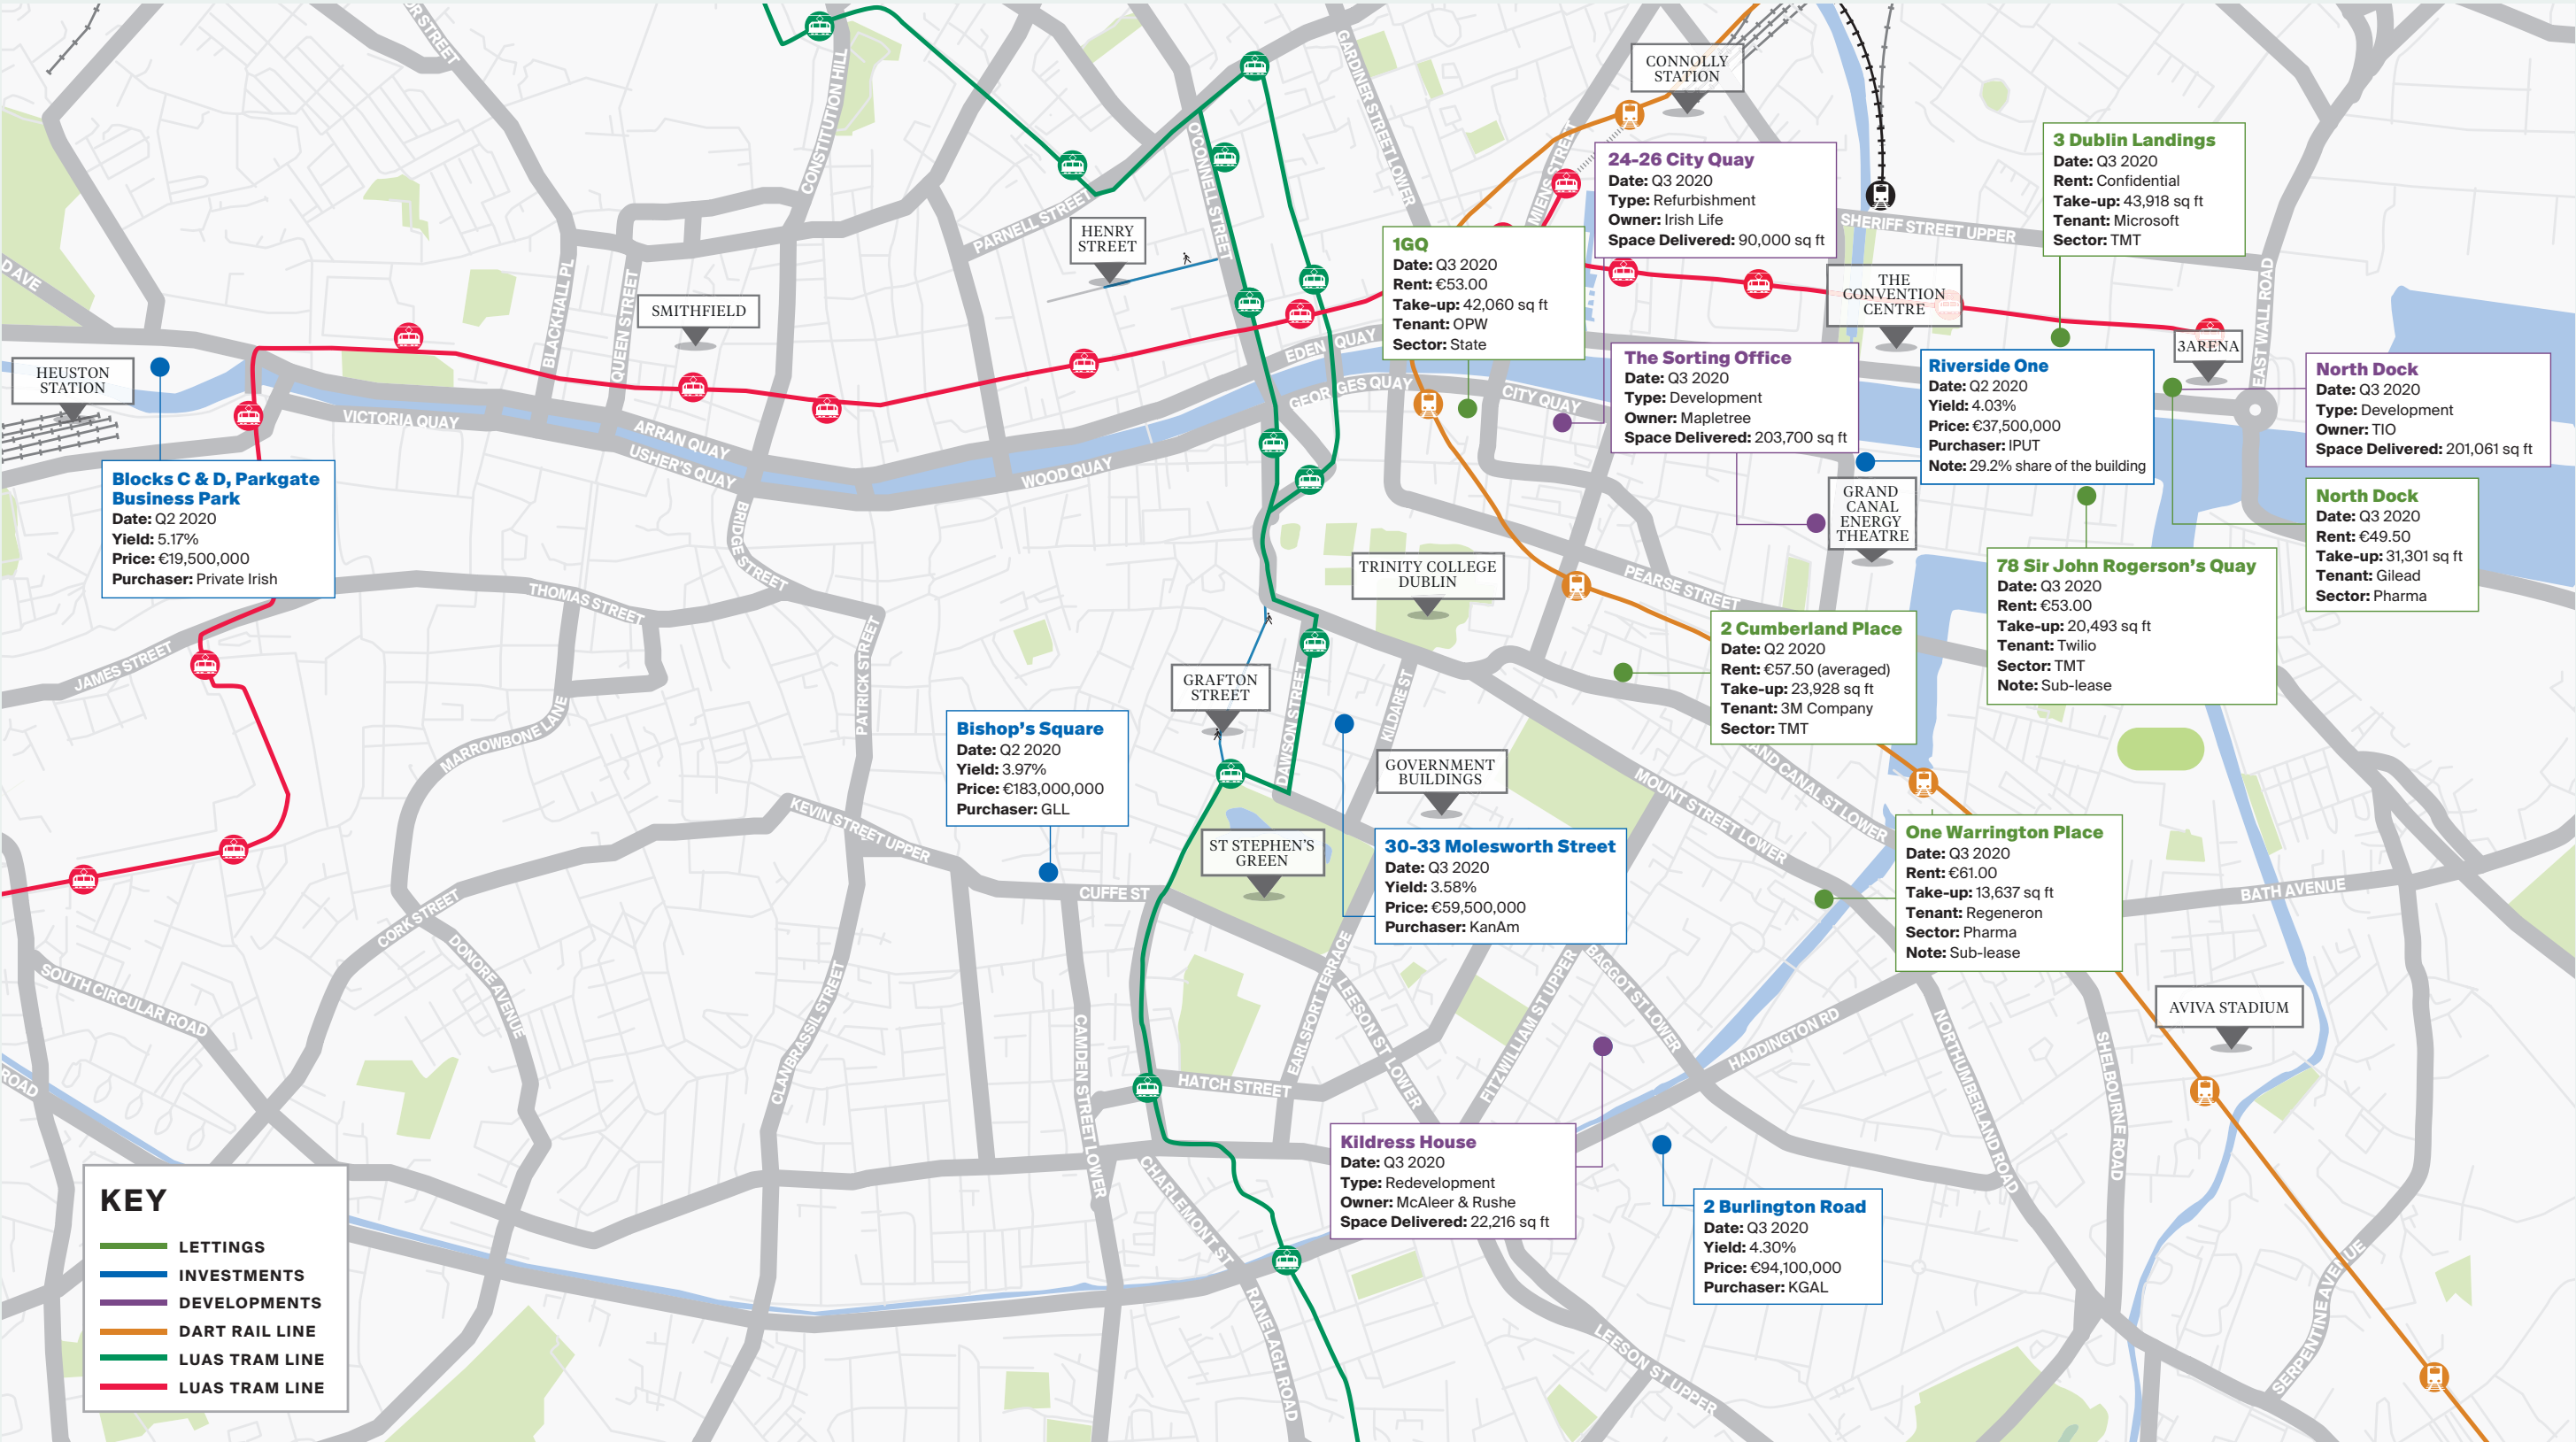 CONNOLLY
STATION
CONSTITUTION HILL
GARDINER STREET LOWER
O'CONNELL STREET
PARNELL STREET
HENRY
STREET
24-26 City Quay
Date: Q3 2020
Type: Refurbishment
Owner: Irish Life
Space Delivered: 90,000 sq ft
3 Dublin Landings
Date: Q3 2020
Rent: Confidential
Take-up: 43,918 sq ft
Tenant: Microsoft
Sector: TMT
SHERIFF STREET UPPER
1GQ
Date: Q3 2020
Rent: €53.00
Take-up: 42,060 sq ft
Tenant: OPW
Sector: State
THE
CONVENTION
CENTRE
EAST WALL ROAD
D AVE
BLACKHALL PL
QUEEN STREET
SMITHFIELD
EDEN QUAY
GEORGES QUAY
CITY QUAY
3ARENA
HEUSTON
STATION
VICTORIA QUAY
ARRAN QUAY
USHER'S QUAY
WOOD QUAY
The Sorting Office
Date: Q3 2020
Type: Development
Owner: Mapletree
Space Delivered: 203,700 sq ft
Riverside One
Date: Q2 2020
Yield: 4.03%
Price: €37,500,000
Purchaser: IPUT
Note: 29.2% share of the building
North Dock
Date: Q3 2020
Type: Development
Owner: TIO
Space Delivered: 201,061 sq ft
Blocks C & D, Parkgate
Business Park
Date: Q2 2020
Yield: 5.17%
Price: €19,500,000
Purchaser: Private Irish
GRAND
CANAL
ENERGY
THEATRE
North Dock
Date: Q3 2020
Rent: €49.50
Take-up: 31,301 sq ft
Tenant: Gilead
Sector: Pharma
BRIDGE STREET
THOMAS STREET
TRINITY COLLEGE
DUBLIN
PEARSE STREET
78 Sir John Rogerson's Quay
Date: Q3 2020
Rent: €53.00
Take-up: 20,493 sq ft
Tenant: Twilio
Sector: TMT
Note: Sub-lease
JAMES STREET
PATRICK STREET
MARROWBONE LANE
GRAFTON
STREET
DAWSON STREET
KILDARE ST
2 Cumberland Place
Date: Q2 2020
Rent: €57.50 (averaged)
Take-up: 23,928 sq ft
Tenant: 3M Company
Sector: TMT
Bishop's Square
Date: Q2 2020
Yield: 3.97%
Price: €183,000,000
Purchaser: GLL
GOVERNMENT
BUILDINGS
MOUNT STREET LOWER
AND CANAL ST LOWER
KEVIN STREET UPPER
CUFFE ST
ST STEPHEN'S
GREEN
30-33 Molesworth Street
Date: Q3 2020
Yield: 3.58%
Price: €59,500,000
Purchaser: KanAm
One Warrington Place
Date: Q3 2020
Rent: €61.00
Take-up: 13,637 sq ft
Tenant: Regeneron
Sector: Pharma
Note: Sub-lease
BATH AVENUE
CORK STREET
DONORE AVENUE
SOUTH CIRCULAR ROAD
ROAD
CLANBRASSIL STREET
CAMDEN STREET LOWER
HATCH STREET
EARLSFORT TERRACE
LEESON ST LOWER
FITZWILLIAM ST UPPER
BAGGOT ST LOWER
HADDINGTON RD
NORTHUMBERLAND ROAD
SHELBOURNE ROAD
AVIVA STADIUM
Kildress House
Date: Q3 2020
Type: Redevelopment
Owner: McAleer & Rushe
Space Delivered: 22,216 sq ft
2 Burlington Road
Date: Q3 2020
Yield: 4.30%
Price: €94,100,000
Purchaser: KGAL
CHARLEMONT ST
RANELAGH ROAD
LEESON ST UPPER
SERPENTINE AVENUE
KEY
LETTINGS
INVESTMENTS
DEVELOPMENTS
DART RAIL LINE
LUAS TRAM LINE
LUAS TRAM LINE